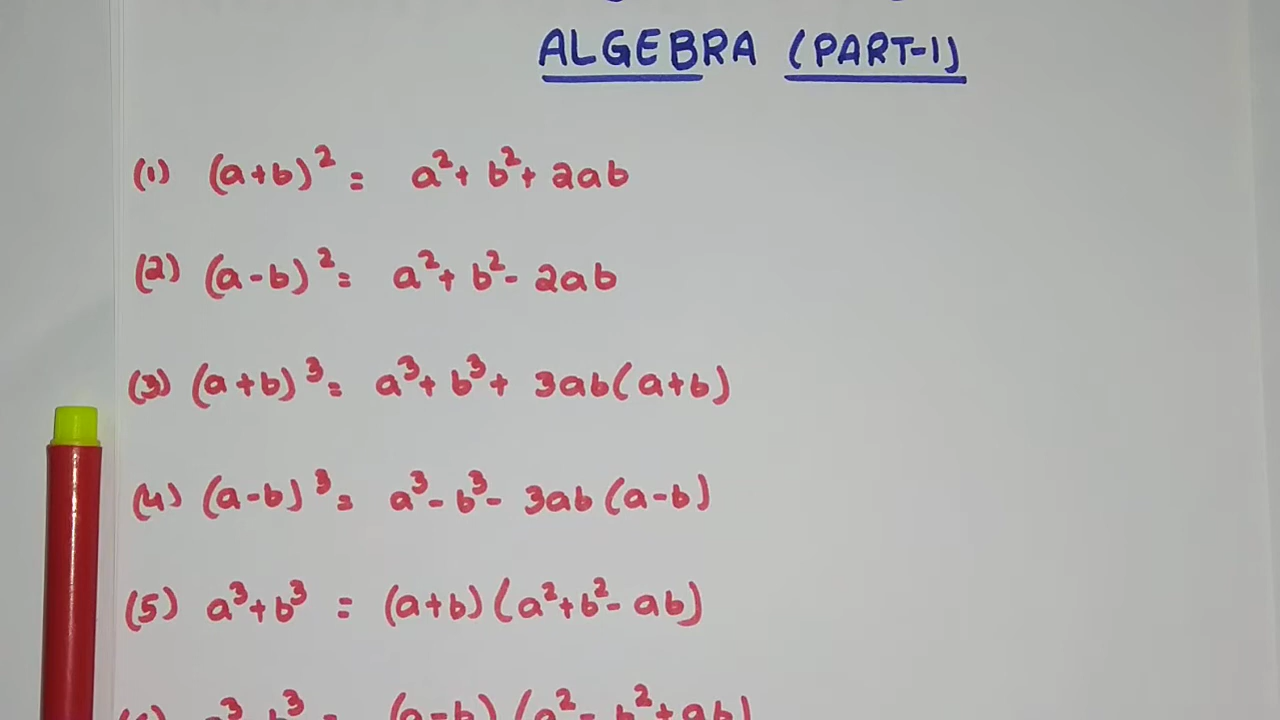 ALGEBRA (PART-1)
(1) (a+b)² = a² + b² + 2ab
(2) (a-b)² = a² + b² - 2ab
(3) (a+b)³ = a³ + b³ + 3ab(a+b)
(4) (a-b)³ = a³ - b³ - 3ab(a-b)
(5) a³+b³ = (a+b)(a²+b²-ab)